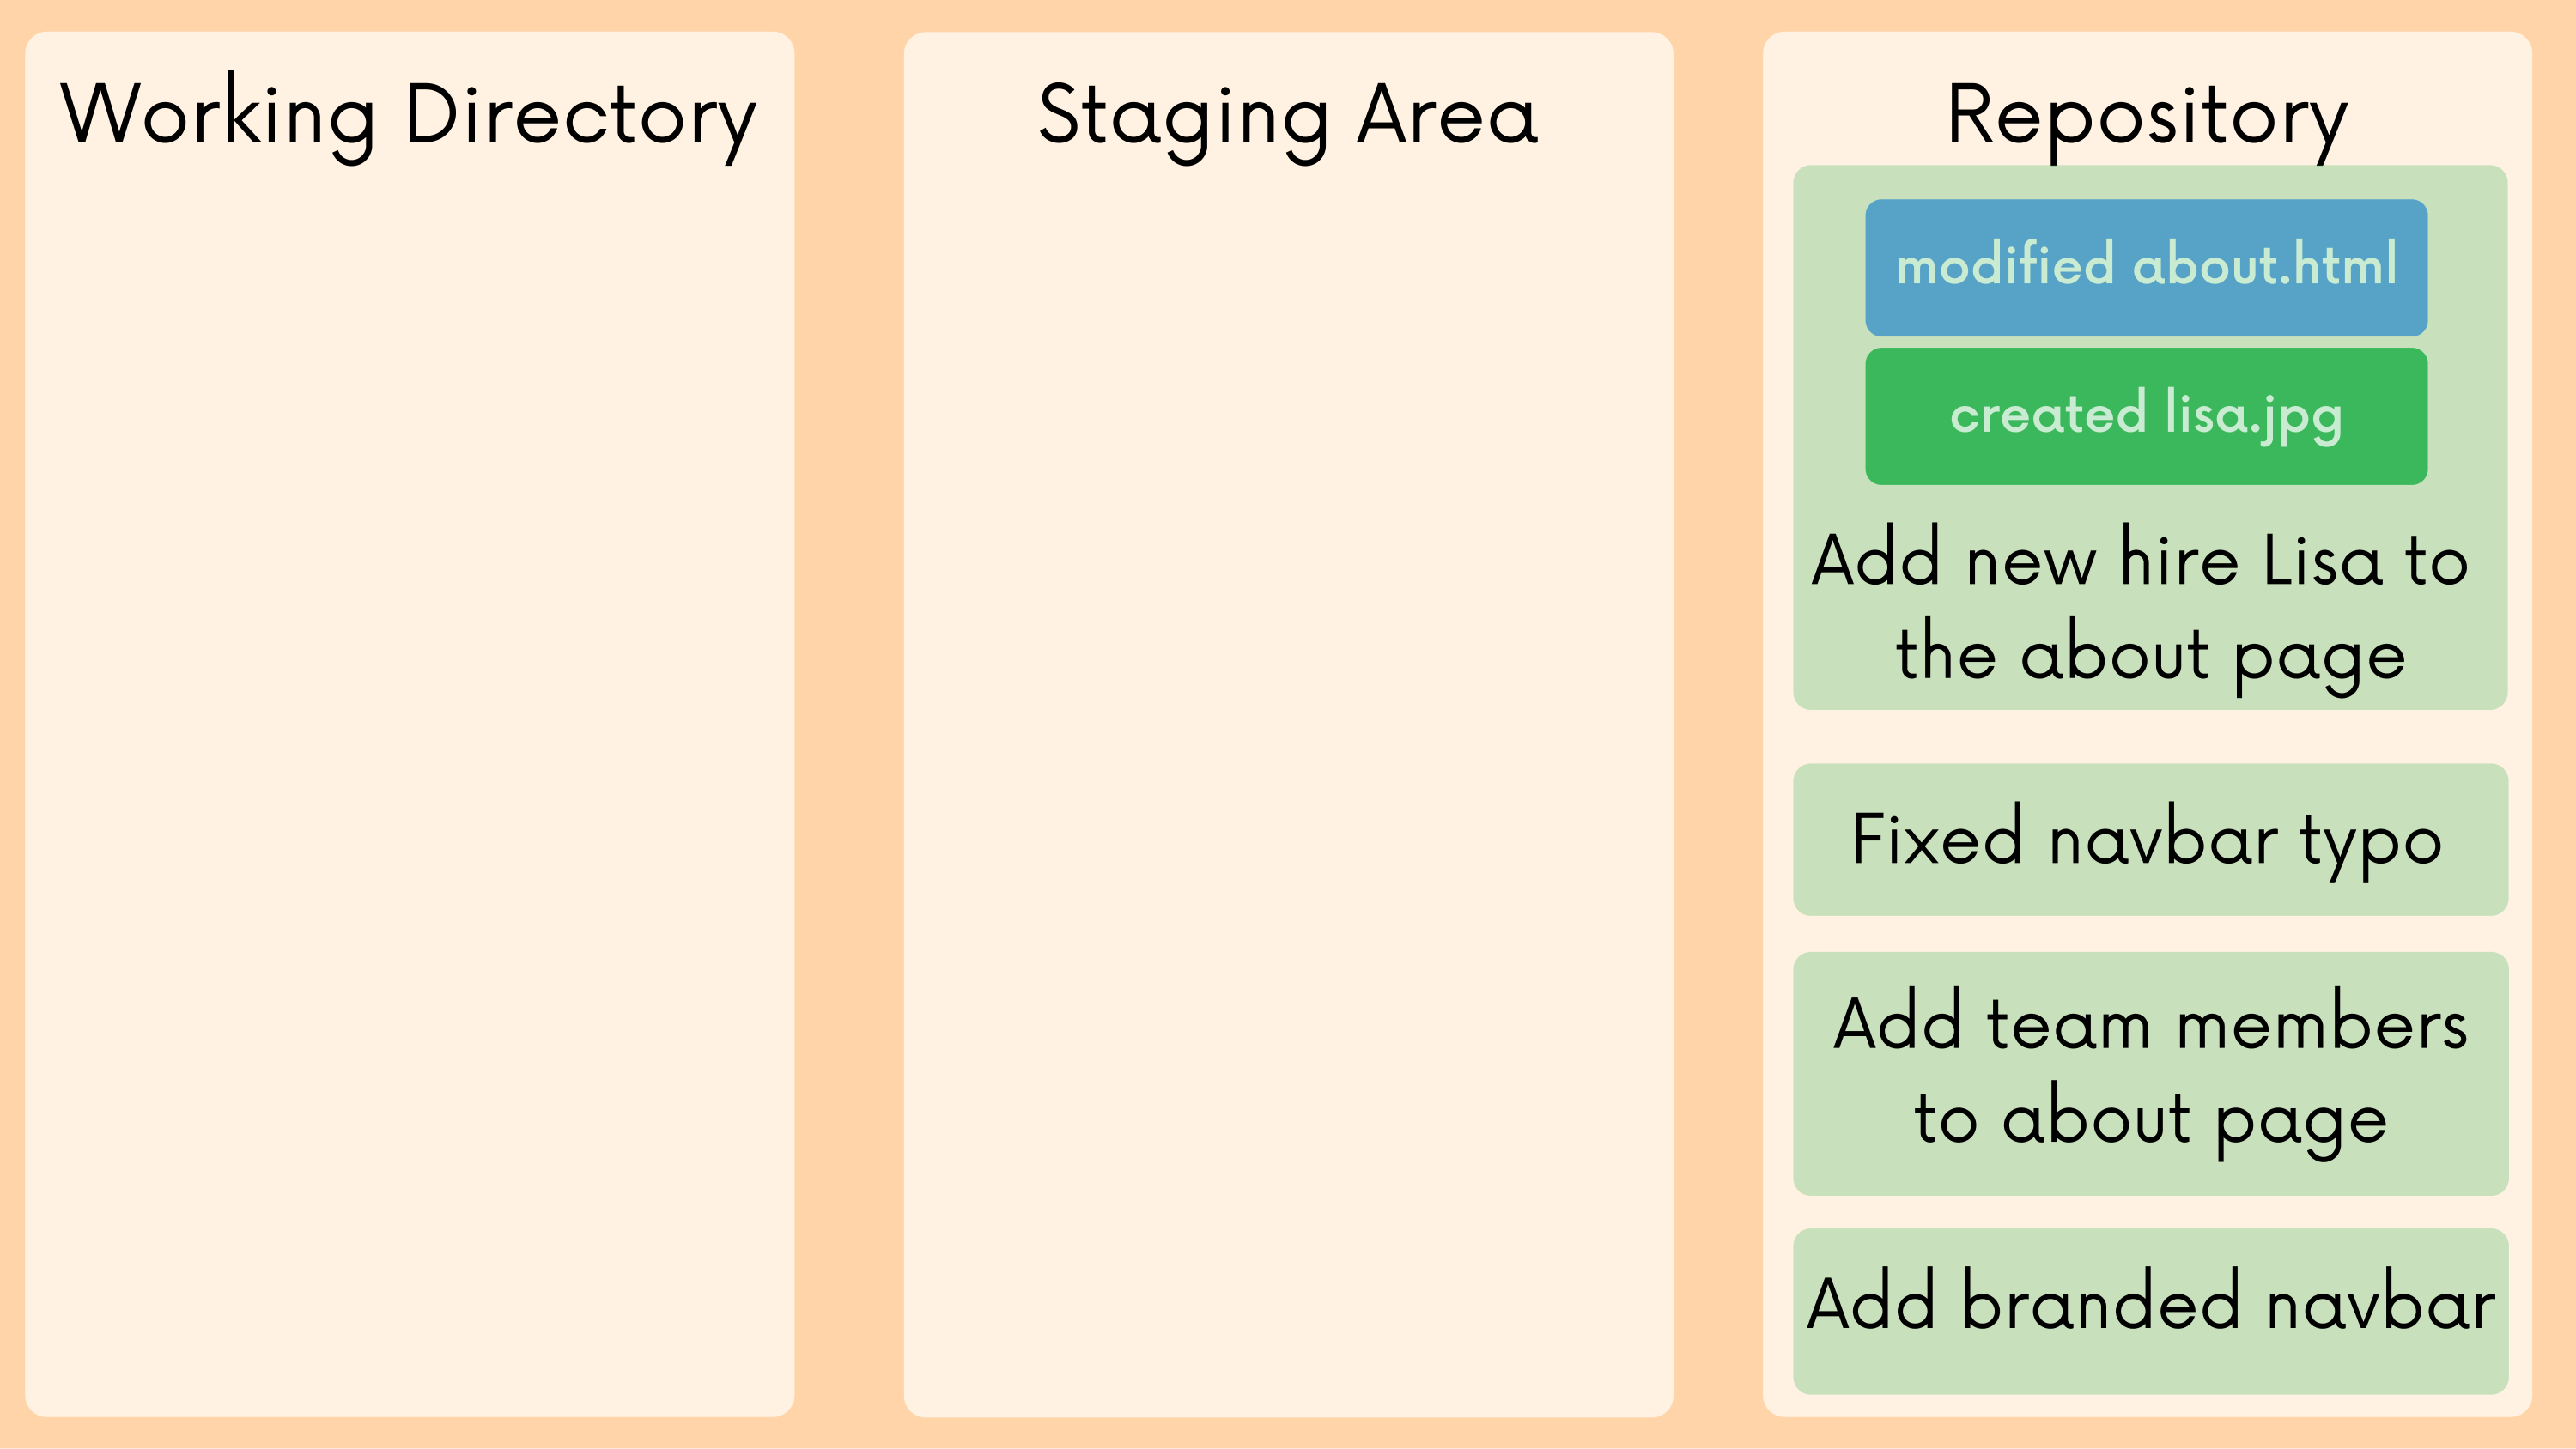 Working Directory
Staging Area
Repository
modified about.html
created lisa.jpg
Add new hire Lisa to
the about page
Fixed navbar typo
Add team members
to about page
Add branded navbar